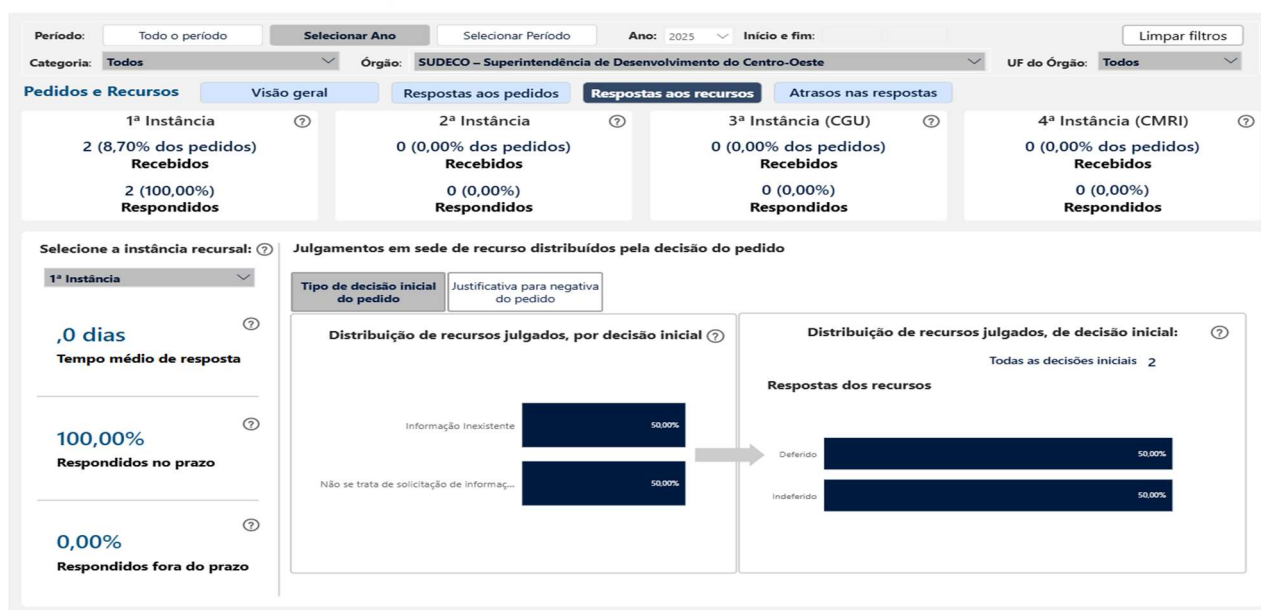 Período: Todo o período Selecionar Ano Selecionar Período Ano: 2025 Início e fim: Limpar filtros
Categoria: Todos Órgão: SUDECO – Superintendência de Desenvolvimento do Centro-Oeste UF do Órgão: Todos
Pedidos e Recursos Visão geral Respostas aos pedidos Respostas aos recursos Atrasos nas respostas
1ª Instância ?
2 (8,70% dos pedidos)
Recebidos
2 (100,00%)
Respondidos
2ª Instância ?
0 (0,00% dos pedidos)
Recebidos
0 (0,00%)
Respondidos
3ª Instância (CGU) ?
0 (0,00% dos pedidos)
Recebidos
0 (0,00%)
Respondidos
4ª Instância (CMRI) ?
0 (0,00% dos pedidos)
Recebidos
0 (0,00%)
Respondidos
Selecione a instância recursal: ?
1ª Instância
?
,0 dias
Tempo médio de resposta
?
100,00%
Respondidos no prazo
?
0,00%
Respondidos fora do prazo
Julgamentos em sede de recurso distribuídos pela decisão do pedido
Tipo de decisão inicial
do pedido
Justificativa para negativa
do pedido
Distribuição de recursos julgados, por decisão inicial ?
Informação Inexistente 50,00%
Não se trata de solicitação de informaç... 50,00%
Distribuição de recursos julgados, de decisão inicial: ?
Todas as decisões iniciais 2
Respostas dos recursos
Deferido 50,00%
Indeferido 50,00%